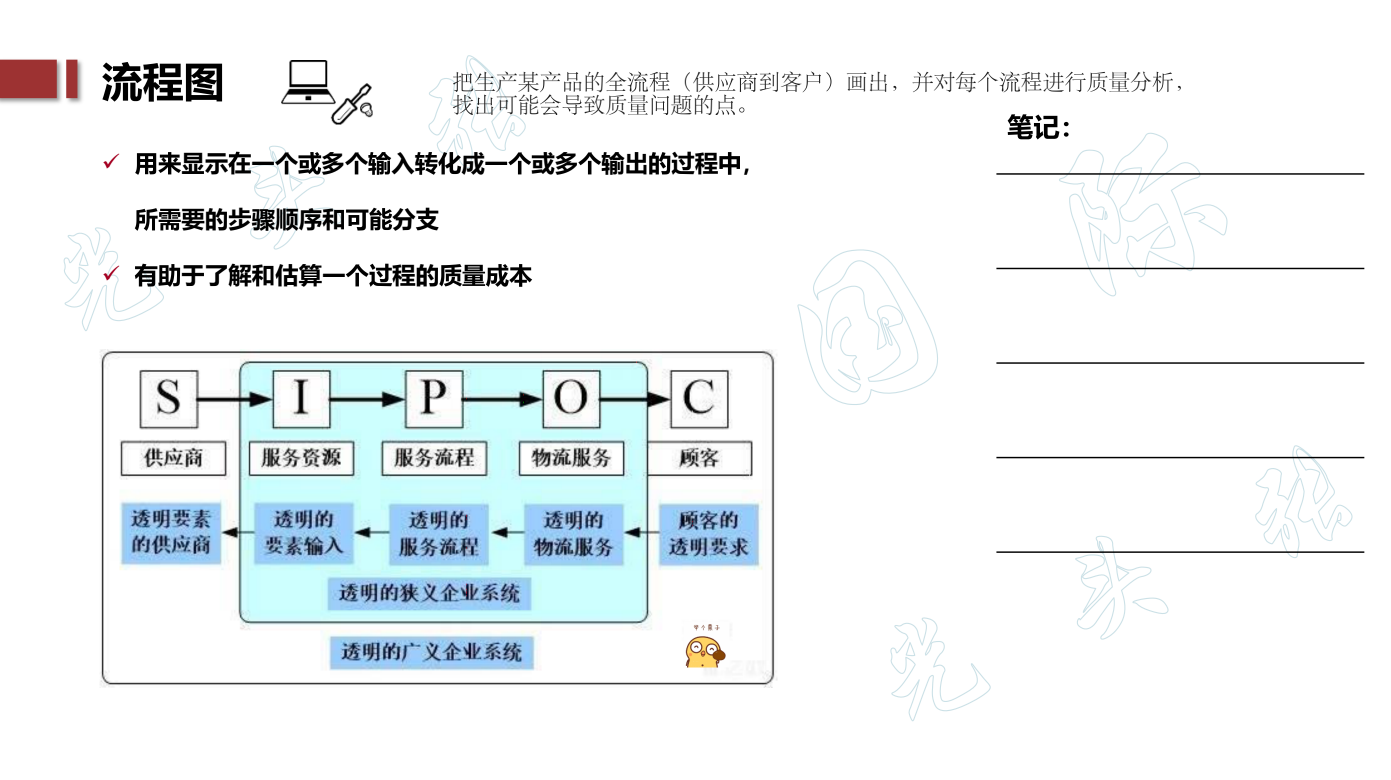 流程图
把生产某产品的全流程（供应商到客户）画出，并对每个流程进行质量分析，
找出可能会导致质量问题的点。
笔记：
✓ 用来显示在一个或多个输入转化成一个或多个输出的过程中，
所需要的步骤顺序和可能分支
✓ 有助于了解和估算一个过程的质量成本
S I P O C
供应商 服务资源 服务流程 物流服务 顾客
透明要素 透明的 透明的 透明的 顾客的
的供应商 要素输入 服务流程 物流服务 透明要求
透明的狭义企业系统
透明的广义企业系统
光头张
国际
光头张